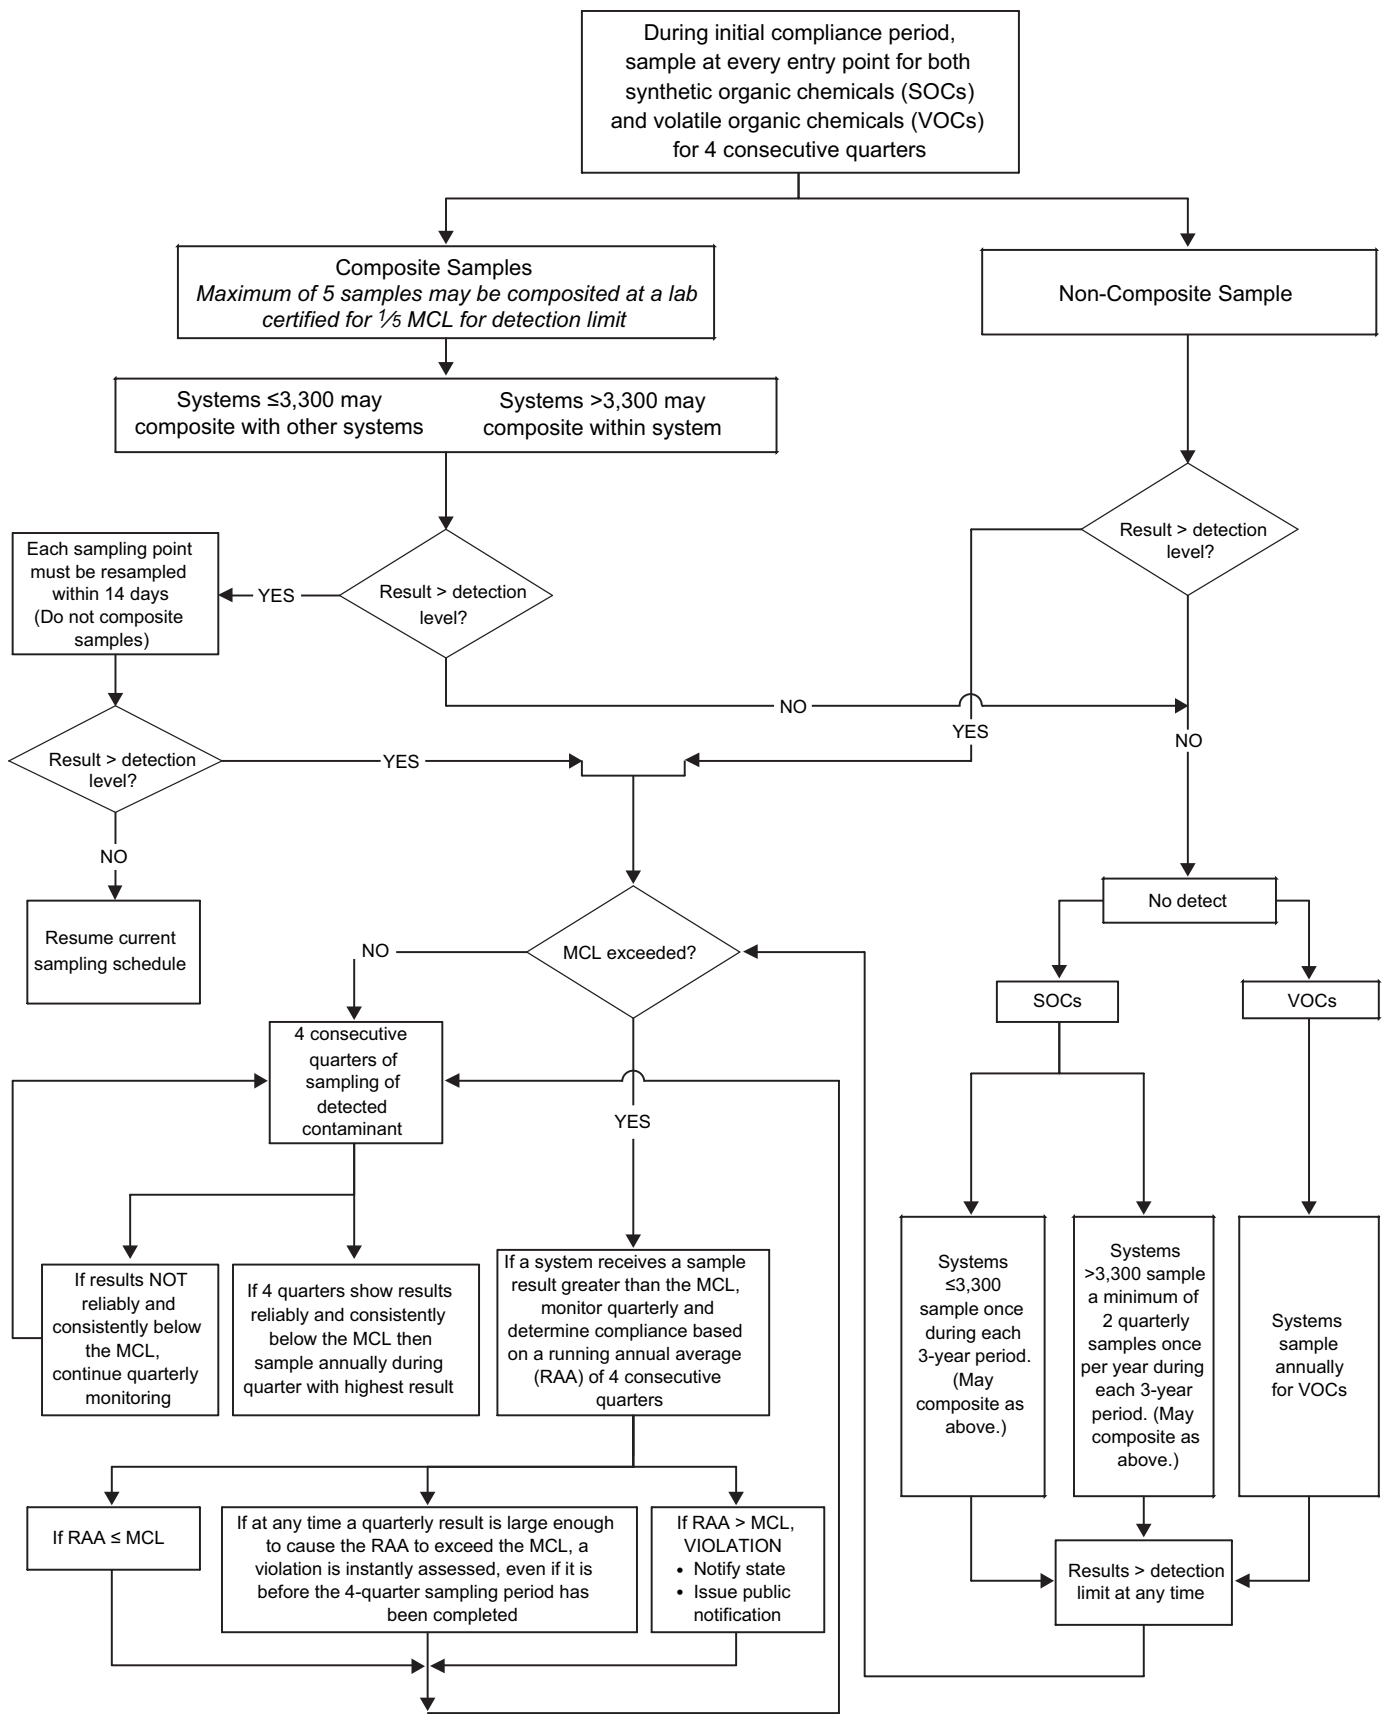 During initial compliance period,
sample at every entry point for both
synthetic organic chemicals (SOCs)
and volatile organic chemicals (VOCs)
for 4 consecutive quarters
Composite Samples
Maximum of 5 samples may be composited at a lab
certified for 1⁄5 MCL for detection limit
Non-Composite Sample
Systems ≤3,300 may
composite with other systems
Systems >3,300 may
composite within system
Result > detection
level?
Each sampling point
must be resampled
within 14 days
(Do not composite
samples)
YES
Result > detection
level?
NO
YES
NO
Result > detection
level?
YES
NO
Resume current
sampling schedule
No detect
NO
MCL exceeded?
SOCs
VOCs
4 consecutive
quarters of
sampling of
detected
contaminant
YES
If results NOT
reliably and
consistently below
the MCL,
continue quarterly
monitoring
If 4 quarters show results
reliably and consistently
below the MCL then
sample annually during
quarter with highest result
If a system receives a sample
result greater than the MCL,
monitor quarterly and
determine compliance based
on a running annual average
(RAA) of 4 consecutive
quarters
Systems
≤3,300
sample once
during each
3-year period.
(May
composite as
above.)
Systems
>3,300 sample
a minimum of
2 quarterly
samples once
per year during
each 3-year
period. (May
composite as
above.)
Systems
sample
annually
for VOCs
If RAA ≤ MCL
If at any time a quarterly result is large enough
to cause the RAA to exceed the MCL, a
violation is instantly assessed, even if it is
before the 4-quarter sampling period has
been completed
If RAA > MCL,
VIOLATION
• Notify state
• Issue public
notification
Results > detection
limit at any time